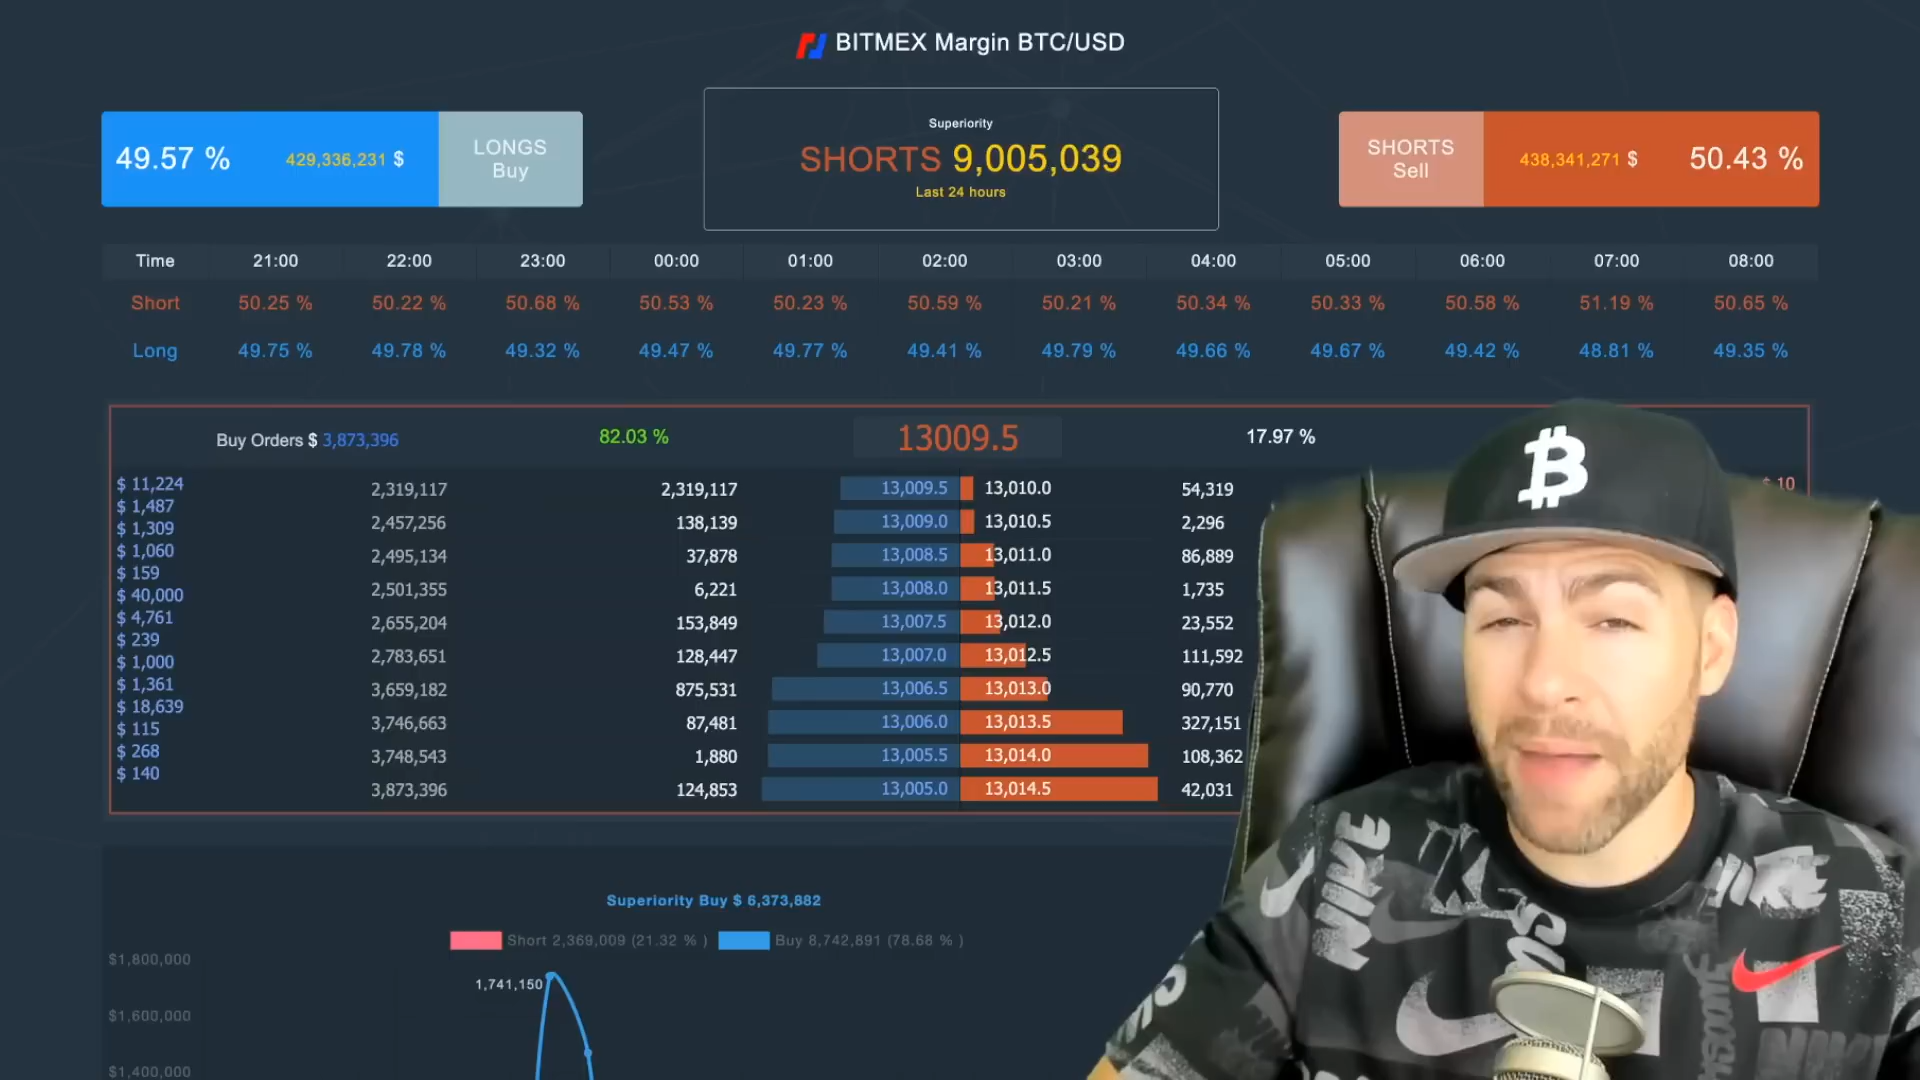 BITMEX Margin BTC/USD
49.57 % 429,336,231 $ LONGS Buy
Superiority
SHORTS 9,005,039
Last 24 hours
SHORTS Sell 438,341,271 $ 50.43 %
Time 21:00 22:00 23:00 00:00 01:00 02:00 03:00 04:00 05:00 06:00 07:00 08:00
Short 50.25 % 50.22 % 50.68 % 50.53 % 50.23 % 50.59 % 50.21 % 50.34 % 50.33 % 50.58 % 51.19 % 50.65 %
Long 49.75 % 49.78 % 49.32 % 49.47 % 49.77 % 49.41 % 49.79 % 49.66 % 49.67 % 49.42 % 48.81 % 49.35 %
Buy Orders $ 3,873,396 82.03 % 13009.5 17.97 %
$ 11,224
$ 1,487
$ 1,309
$ 1,060
$ 159
$ 40,000
$ 4,761
$ 239
$ 1,000
$ 1,361
$ 18,639
$ 115
$ 268
$ 140
2,319,117 2,319,117 13,009.5 13,010.0 54,319
2,457,256 138,139 13,009.0 13,010.5 2,296
2,495,134 37,878 13,008.5 13,011.0 86,889
2,501,355 6,221 13,008.0 13,011.5 1,735
2,655,204 153,849 13,007.5 13,012.0 23,552
2,783,651 128,447 13,007.0 13,012.5 111,592
3,659,182 875,531 13,006.5 13,013.0 90,770
3,746,663 87,481 13,006.0 13,013.5 327,151
3,748,543 1,880 13,005.5 13,014.0 108,362
3,873,396 124,853 13,005.0 13,014.5 42,031
$ 10
Superiority Buy $ 6,373,882
Short 2,369,009 (21.32 % ) Buy 8,742,891 (78.68 % )
$1,800,000
1,741,150
$1,600,000
$1,400,000
NIKE